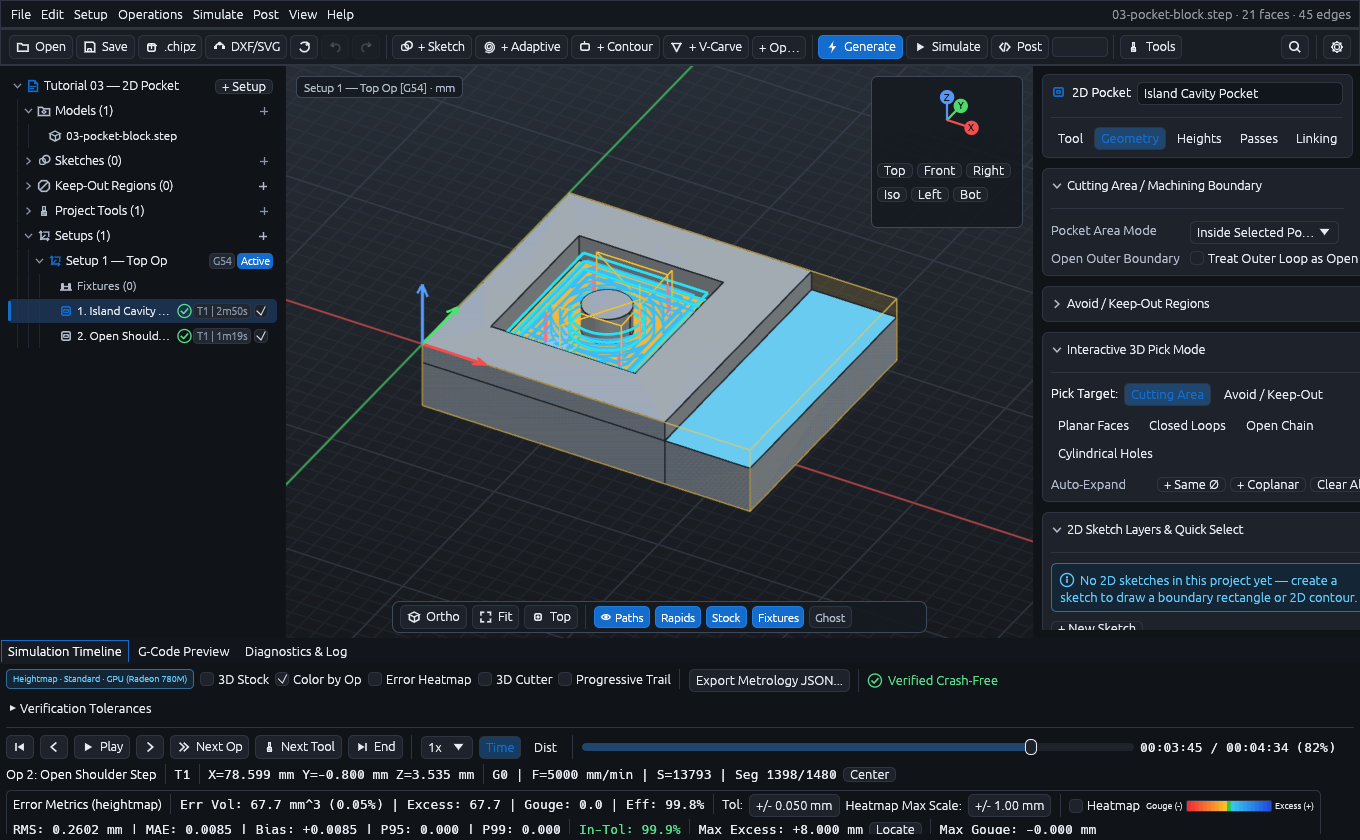 File Edit Setup Operations Simulate Post View Help
03-pocket-block.step · 21 faces · 45 edges
Open Save .chipz DXF/SVG + Sketch + Adaptive + Contour + V-Carve + Op... Generate Simulate Post Tools
Tutorial 03 — 2D Pocket + Setup
Models (1) +
03-pocket-block.step
Sketches (0) +
Keep-Out Regions (0) +
Project Tools (1) +
Setups (1) +
Setup 1 — Top Op G54 Active
Fixtures (0)
1. Island Cavity ... T1 | 2m50s
2. Open Should... T1 | 1m19s
Setup 1 — Top Op [G54] · mm
Z
Y
X
Top Front Right
Iso Left Bot
Ortho Fit Top Paths Rapids Stock Fixtures Ghost
2D Pocket Island Cavity Pocket
Tool Geometry Heights Passes Linking
Cutting Area / Machining Boundary
Pocket Area Mode Inside Selected Po...
Open Outer Boundary Treat Outer Loop as Open
Avoid / Keep-Out Regions
Interactive 3D Pick Mode
Pick Target: Cutting Area Avoid / Keep-Out
Planar Faces Closed Loops Open Chain
Cylindrical Holes
Auto-Expand + Same Ø + Coplanar Clear Al
2D Sketch Layers & Quick Select
No 2D sketches in this project yet — create a
sketch to draw a boundary rectangle or 2D contour.
+ New Sketch
Simulation Timeline G-Code Preview Diagnostics & Log
Heightmap · Standard · GPU (Radeon 780M) 3D Stock Color by Op Error Heatmap 3D Cutter Progressive Trail Export Metrology JSON... Verified Crash-Free
Verification Tolerances
Play Next Op Next Tool End 1x Time Dist 00:03:45 / 00:04:34 (82%)
Op 2: Open Shoulder Step T1 X=78.599 mm Y=-0.800 mm Z=3.535 mm G0 | F=5000 mm/min | S=13793 | Seg 1398/1480 Center
Error Metrics (heightmap) Err Vol: 67.7 mm^3 (0.05%) | Excess: 67.7 | Gouge: 0.0 | Eff: 99.8% Tol: +/- 0.050 mm Heatmap Max Scale: +/- 1.00 mm Heatmap Gouge (-) Excess (+)
RMS: 0.2602 mm | MAE: 0.0085 | Bias: +0.0085 | P95: 0.000 | P99: 0.000 In-Tol: 99.9% Max Excess: +8.000 mm Locate Max Gouge: -0.000 mm